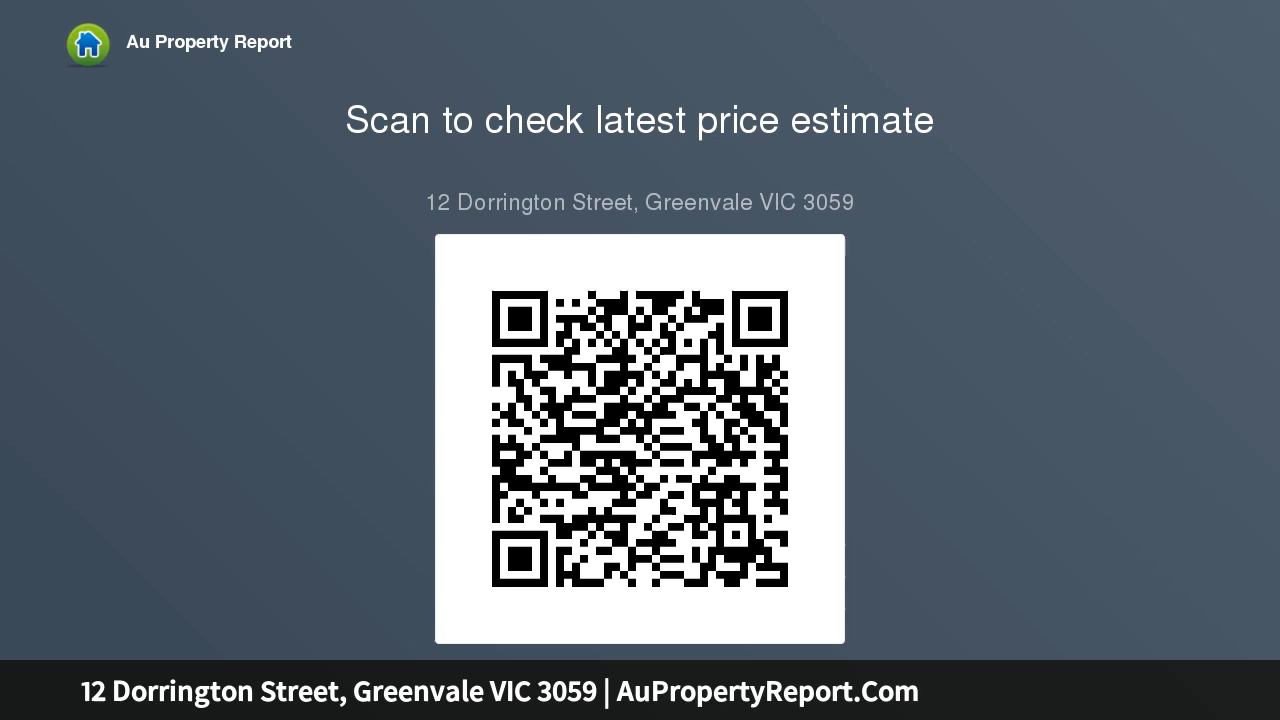 Au Property Report
Scan to check latest price estimate
12 Dorrington Street, Greenvale VIC 3059
12 Dorrington Street, Greenvale VIC 3059 | AuPropertyReport.Com